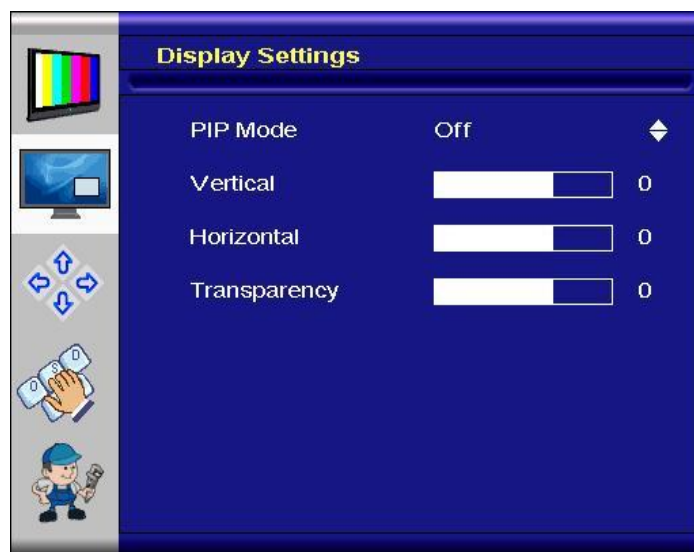 Display Settings
PIP Mode Off
Vertical 0
Horizontal 0
Transparency 0
O S D